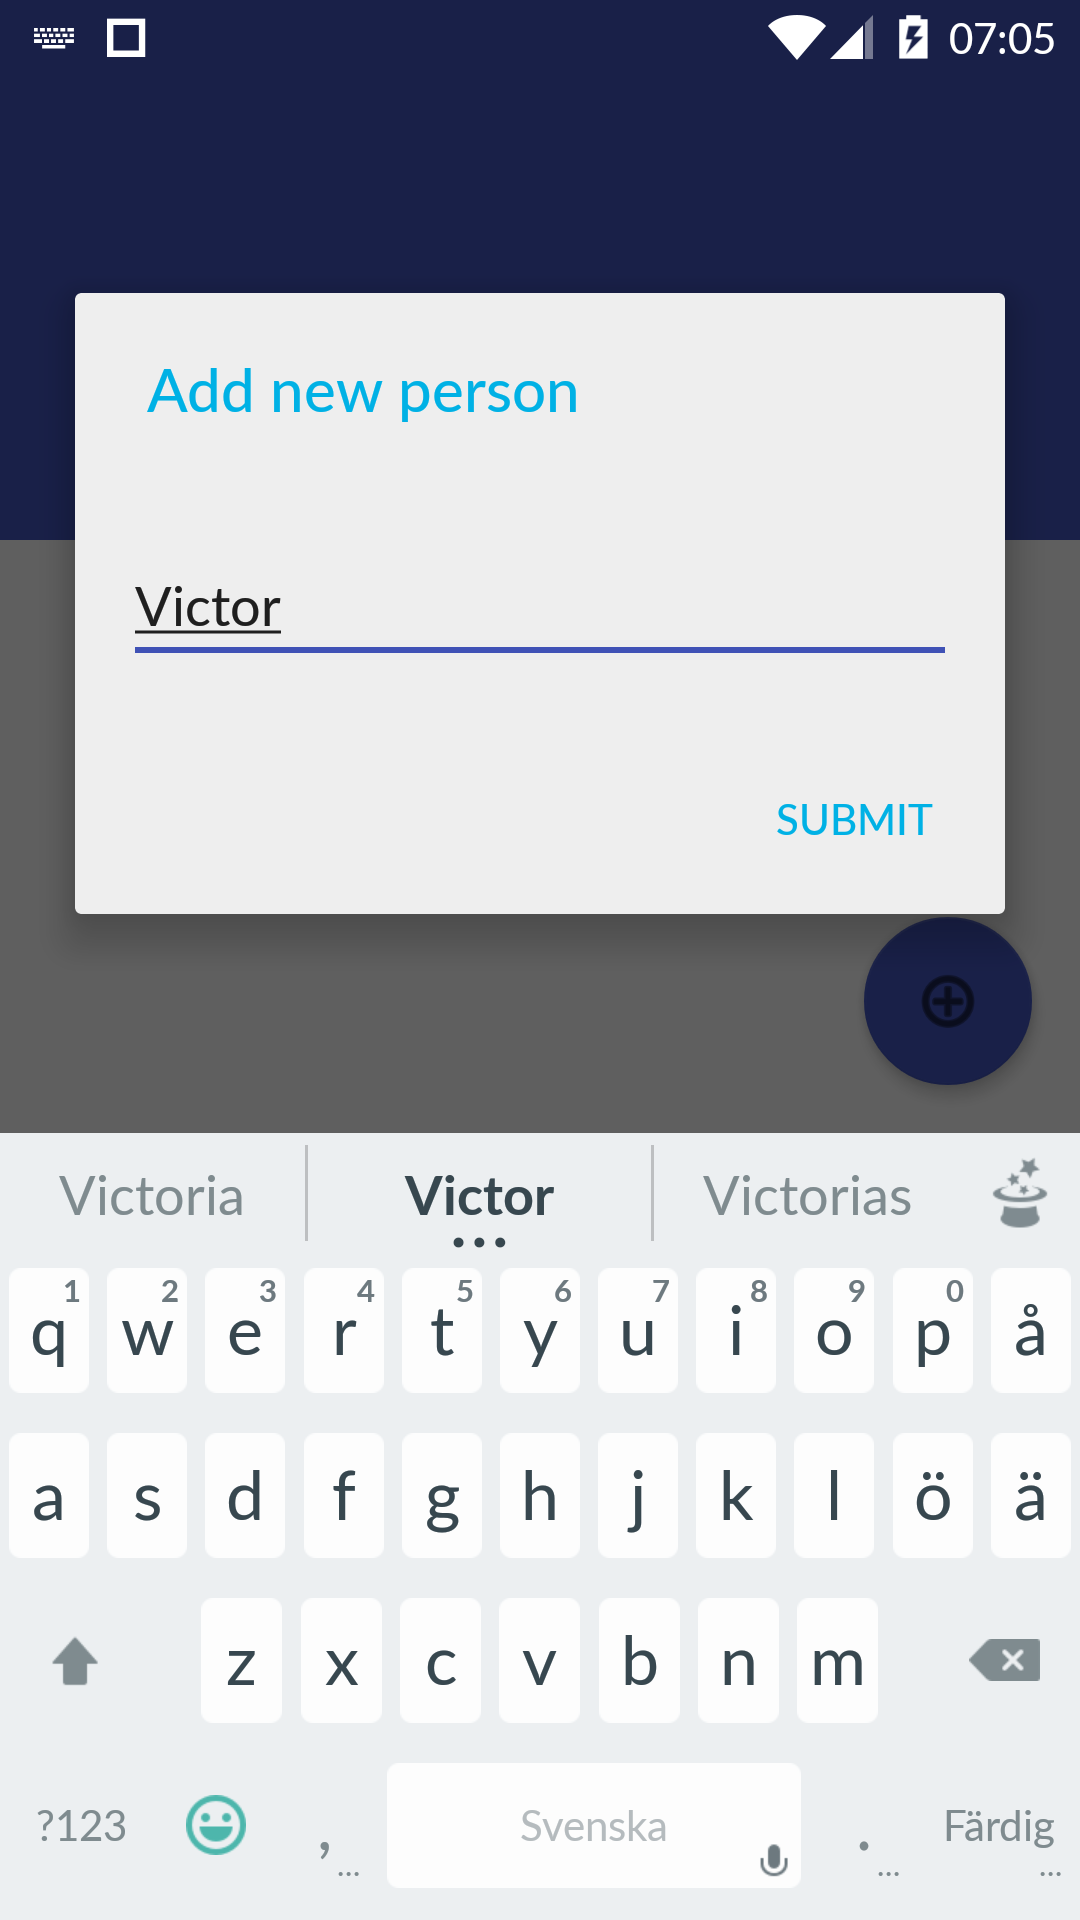 07:05
Add new person
Victor
SUBMIT
Victoria Victor Victorias
1 2 3 4 5 6 7 8 9 0
q w e r t y u i o p å
a s d f g h j k l ö ä
z x c v b n m
?123 , ... Svenska . ... Färdig ...